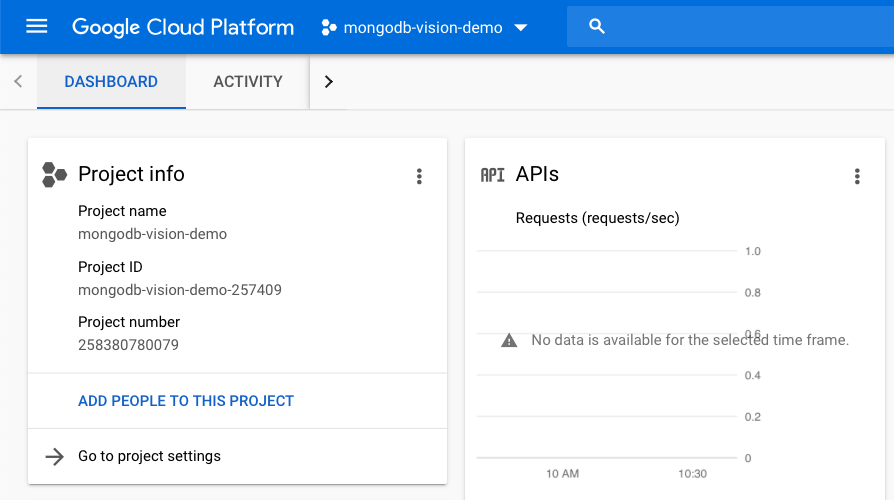 Google Cloud Platform
mongodb-vision-demo
DASHBOARD
ACTIVITY
Project info
Project name
mongodb-vision-demo
Project ID
mongodb-vision-demo-257409
Project number
258380780079
ADD PEOPLE TO THIS PROJECT
Go to project settings
API
APIs
Requests (requests/sec)
1.0
0.8
0.6
No data is available for the selected time frame.
0.4
0.2
0
10 AM
10:30